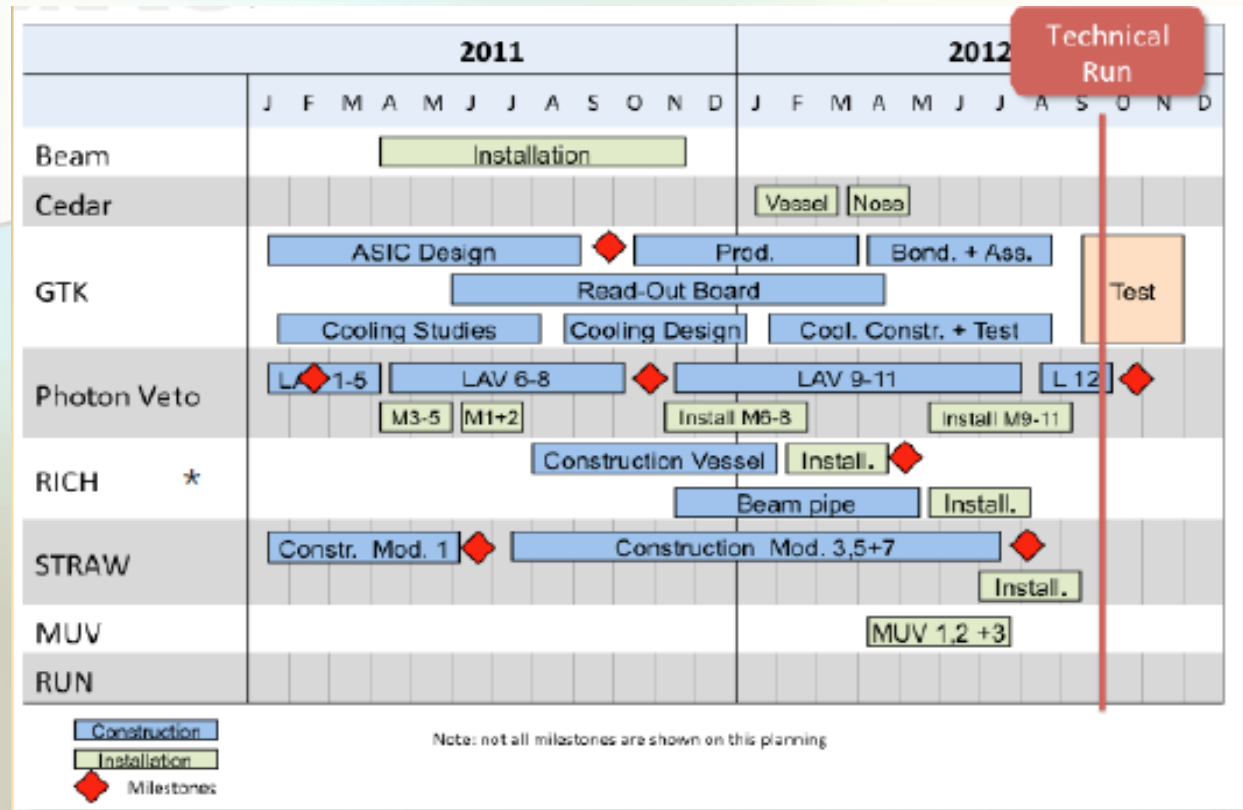 2011 2012
Technical
Run
J F M A M J J A S O N D J F M A M J J A S O N D
Beam
Installation
Cedar
Vessel Nose
GTK
ASIC Design Prod. Bond. + Ass.
Read-Out Board Test
Cooling Studies Cooling Design Cool. Constr. + Test
Photon Veto
1-5 LAV 6-8 LAV 9-11 L 12
M3-5 M1+2 Install M6-8 Install M9-11
RICH *
Construction Vessel Install.
Beam pipe Install.
STRAW
Constr. Mod. 1 Construction Mod. 3,5+7
Install.
MUV
MUV 1,2 +3
RUN
Construction
Installation
Milestones
Note: not all milestones are shown on this planning